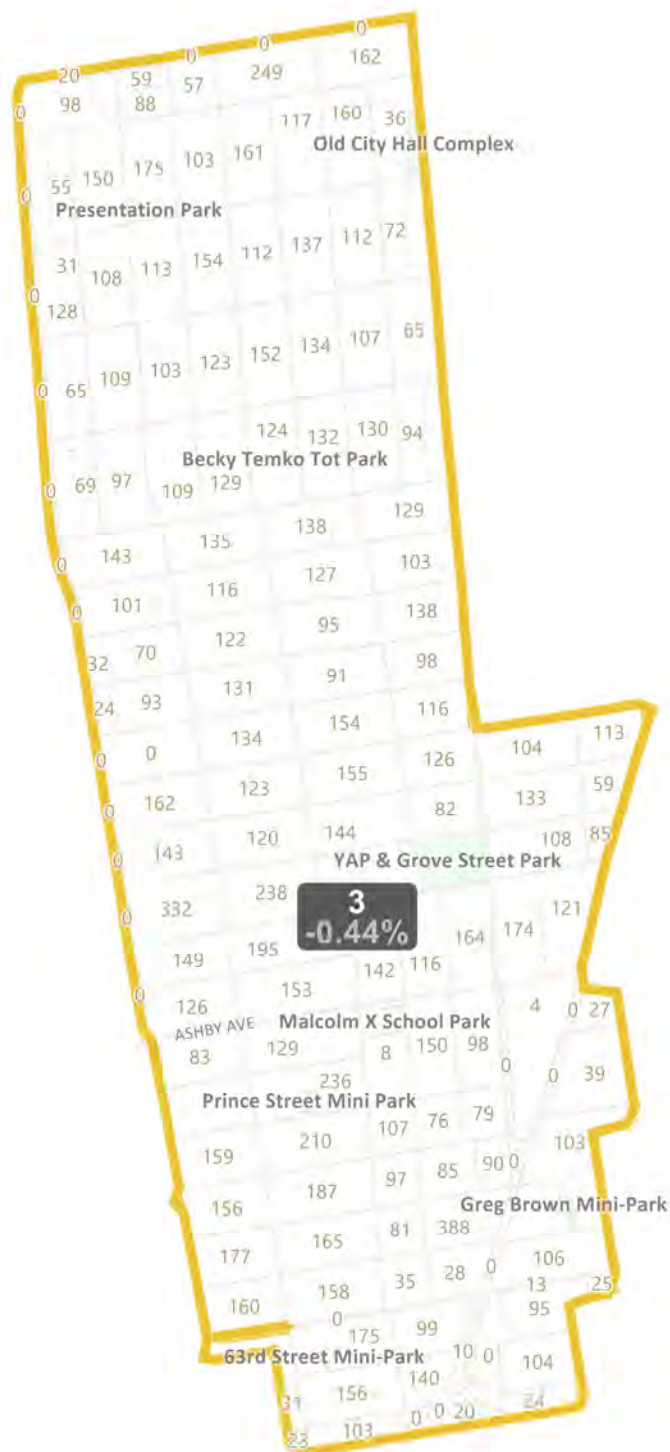 0
0 162
0
20 59 57 249
0 98 88
117 160 36
Old City Hall Complex
55 150 175 103 161
0
Presentation Park
31 108 113 154 112 137 112 72
0
128
0 65 109 103 123 152 134 107 65
124 132 130 94
Becky Temko Tot Park
0 69 97 109 129
143 135 138 129
0
101 116 127 103
0
32 70 122 95 138
24 93 131 91 98
0 0 134 154 116
126 104 113
0 162 123 155
82 133 59
0 143 120 144
108 85
YAP & Grove Street Park
332 238
3
-0.44%
0
149 195 164 174 121
142 116
0 126 153
4 0 27
ASHBY AVE Malcolm X School Park
83 129 8 150 98
0 0 39
236
Prince Street Mini Park
159 210 107 76 79
103
97 85 90 0
156 187
Greg Brown Mini-Park
81 388
177 165
106
35 28 0
13 25
160 158
0
95
175 99
63rd Street Mini-Park
10 0 104
31 156 140
24
23 103 0 0 20